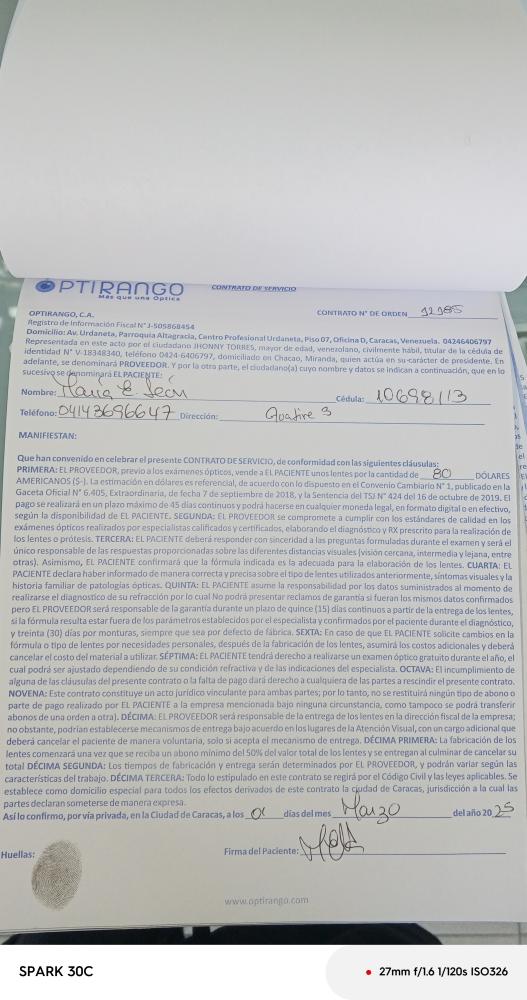 OPTIRANGO
Más que una Óptica
CONTRATO DE SERVICIO
OPTIRANGO, C.A.
CONTRATO N° DE ORDEN 32985
Registro de Información Fiscal N° J-505868454
Domicilio: Av. Urdaneta, Parroquia Altagracia, Centro Profesional Urdaneta, Piso 07, Oficina D, Caracas, Venezuela. 04246406797
Representada en este acto por el ciudadano JHONNY TORRES, mayor de edad, venezolano, civilmente hábil, titular de la cédula de
identidad N° V-18348340, teléfono 0424-6406797, domiciliado en Chacao, Miranda, quien actúa en su carácter de presidente. En
adelante, se denominará PROVEEDOR. Y por la otra parte, el ciudadano(a) cuyo nombre y datos se indican a continuación, que en lo
sucesivo se denominará EL PACIENTE:
Nombre: María E León Cédula: 10698113
Teléfono: 04143696647 Dirección: 3
MANIFIESTAN:
Que han convenido en celebrar el presente CONTRATO DE SERVICIO, de conformidad con las siguientes cláusulas:
PRIMERA: EL PROVEEDOR, previo a los exámenes ópticos, vende a EL PACIENTE unos lentes por la cantidad de 80 DÓLARES
AMERICANOS ($-). La estimación en dólares es referencial, de acuerdo con lo dispuesto en el Convenio Cambiario N° 1, publicado en la
Gaceta Oficial N° 6.405, Extraordinaria, de fecha 7 de septiembre de 2018, y la Sentencia del TSJ N° 424 del 16 de octubre de 2019. El
pago se realizará en un plazo máximo de 45 días continuos y podrá hacerse en cualquier moneda legal, en formato digital o en efectivo,
según la disponibilidad de EL PACIENTE. SEGUNDA: EL PROVEEDOR se compromete a cumplir con los estándares de calidad en los
exámenes ópticos realizados por especialistas calificados y certificados, elaborando el diagnóstico y RX prescrito para la realización de
los lentes o prótesis. TERCERA: EL PACIENTE deberá responder con sinceridad a las preguntas formuladas durante el examen y será el
único responsable de las respuestas proporcionadas sobre las diferentes distancias visuales (visión cercana, intermedia y lejana, entre
otras). Asimismo, EL PACIENTE confirmará que la fórmula indicada es la adecuada para la elaboración de los lentes. CUARTA: EL
PACIENTE declara haber informado de manera correcta y precisa sobre el tipo de lentes utilizados anteriormente, síntomas visuales y la
historia familiar de patologías ópticas. QUINTA: EL PACIENTE asume la responsabilidad por los datos suministrados al momento de
realizarse el diagnostico de su refracción por lo cual No podrá presentar reclamos de garantía si fueran los mismos datos confirmados
pero EL PROVEEDOR será responsable de la garantía durante un plazo de quince (15) días continuos a partir de la entrega de los lentes,
si la fórmula resulta estar fuera de los parámetros establecidos por el especialista y confirmados por el paciente durante el diagnóstico,
y treinta (30) días por monturas, siempre que sea por defecto de fábrica. SEXTA: En caso de que EL PACIENTE solicite cambios en la
fórmula o tipo de lentes por necesidades personales, después de la fabricación de los lentes, asumirá los costos adicionales y deberá
cancelar el costo del material a utilizar. SÉPTIMA: EL PACIENTE tendrá derecho a realizarse un examen óptico gratuito durante el año, el
cual podrá ser ajustado dependiendo de su condición refractiva y de las indicaciones del especialista. OCTAVA: El incumplimiento de
alguna de las cláusulas del presente contrato o la falta de pago dará derecho a cualquiera de las partes a rescindir el presente contrato.
NOVENA: Este contrato constituye un acto jurídico vinculante para ambas partes; por lo tanto, no se restituirá ningún tipo de abono o
parte de pago realizado por EL PACIENTE a la empresa mencionada bajo ninguna circunstancia, como tampoco se podrá transferir
abonos de una orden a otra). DÉCIMA: EL PROVEEDOR será responsable de la entrega de los lentes en la dirección fiscal de la empresa;
no obstante, podrían establecerse mecanismos de entrega bajo acuerdo en los lugares de la Atención Visual, con un cargo adicional que
deberá cancelar el paciente de manera voluntaria, solo si acepta el mecanismo de entrega. DÉCIMA PRIMERA: La fabricación de los
lentes comenzará una vez que se reciba un abono mínimo del 50% del valor total de los lentes y se entregan al culminar de cancelar su
total DÉCIMA SEGUNDA: Los tiempos de fabricación y entrega serán determinados por EL PROVEEDOR, y podrán variar según las
características del trabajo. DÉCIMA TERCERA: Todo lo estipulado en este contrato se regirá por el Código Civil y las leyes aplicables. Se
establece como domicilio especial para todos los efectos derivados de este contrato la ciudad de Caracas, jurisdicción a la cual las
partes declaran someterse de manera expresa.
Así lo confirmo, por vía privada, en la Ciudad de Caracas, a los 01 días del mes Marzo del año 2025
Huellas: Firma del Paciente:
www.optirango.com
SPARK 30C
27mm f/1.6 1/120s ISO326